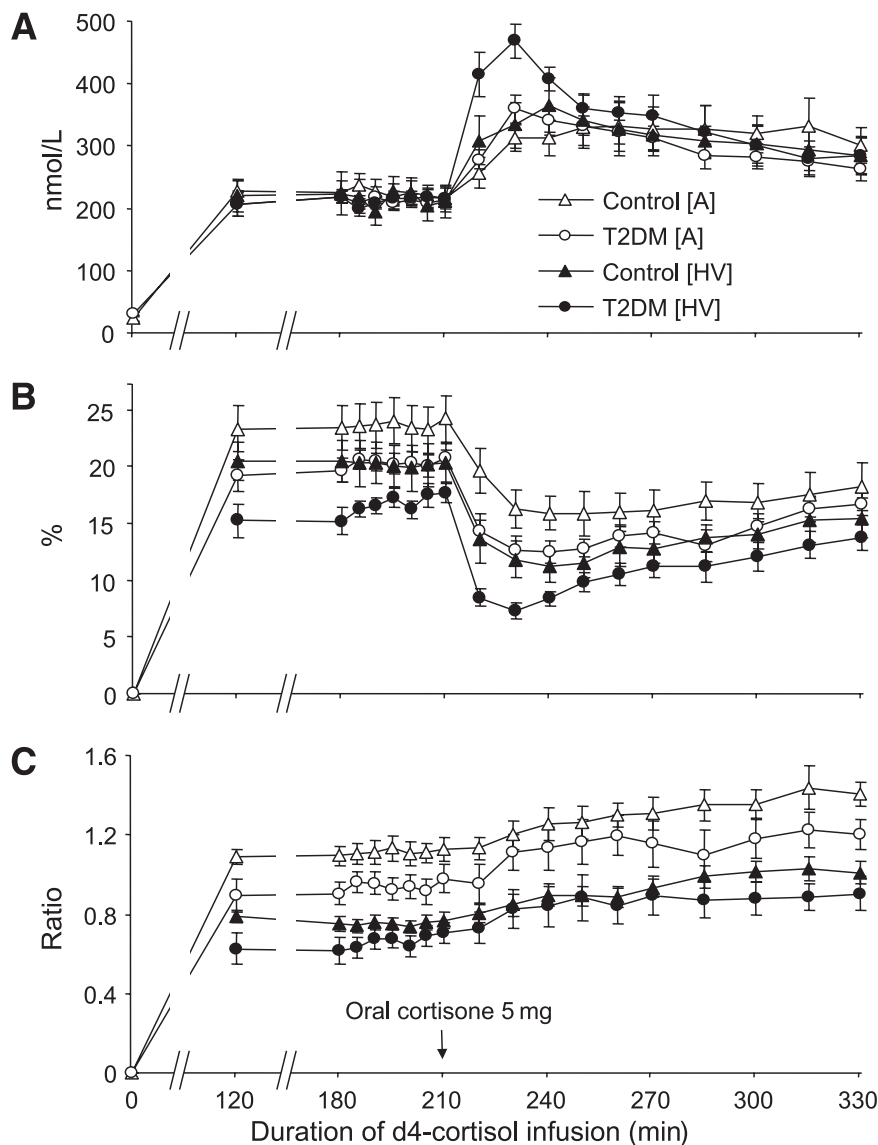 A
nmol/L
500
400
300
200
100
0
Control [A]
T2DM [A]
Control [HV]
T2DM [HV]
B
%
25
20
15
10
5
0
C
Ratio
1.6
1.2
0.8
0.4
0
Oral cortisone 5 mg
0 120 180 210 240 270 300 330
Duration of d4-cortisol infusion (min)